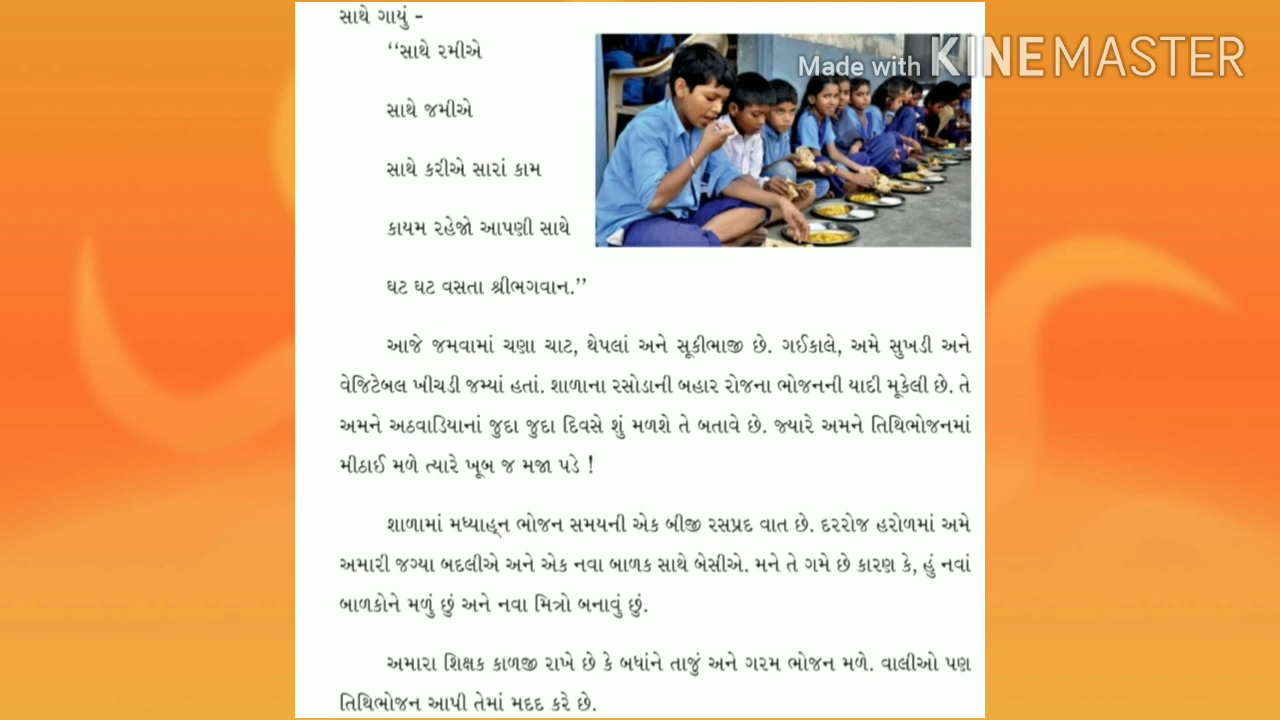 સાથે ગાયું -
Made with KINEMASTER
“સાથે રમીએ
સાથે જમીએ
સાથે કરીએ સારાં કામ
કાયમ રહેજો આપણી સાથે
ઘટ ઘટ વસતા શ્રીભગવાન.”
આજે જમવામાં ચણા ચાટ, થેપલાં અને સૂકીભાજી છે. ગઈકાલે, અમે સુખડી અને
વેજિટેબલ ખીચડી જમ્યાં હતાં. શાળાના રસોડાની બહાર રોજના ભોજનની યાદી મૂકેલી છે. તે
અમને અઠવાડિયાનાં જુદા જુદા દિવસે શું મળશે તે બતાવે છે. જ્યારે અમને તિથિભોજનમાં
મીઠાઈ મળે ત્યારે ખૂબ જ મજા પડે !
શાળામાં મધ્યાહ્ન ભોજન સમયની એક બીજી રસપ્રદ વાત છે. દરરોજ હરોળમાં અમે
અમારી જગ્યા બદલીએ અને એક નવા બાળક સાથે બેસીએ. મને તે ગમે છે કારણ કે, હું નવાં
બાળકોને મળું છું અને નવા મિત્રો બનાવું છું.
અમારા શિક્ષક કાળજી રાખે છે કે બધાંને તાજું અને ગરમ ભોજન મળે. વાલીઓ પણ
તિથિભોજન આપી તેમાં મદદ કરે છે.